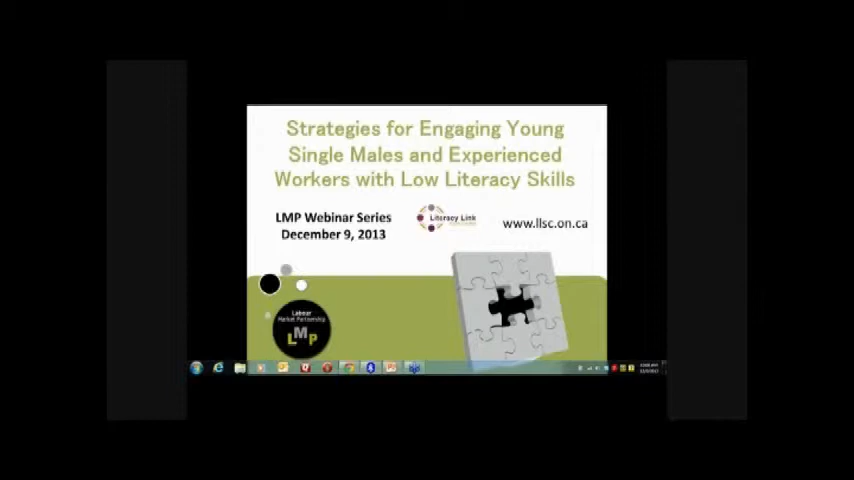 Strategies for Engaging Young
Single Males and Experienced
Workers with Low Literacy Skills
LMP Webinar Series
December 9, 2013
Literacy Link
www.llsc.on.ca
Labour
Market Partnership
LMP